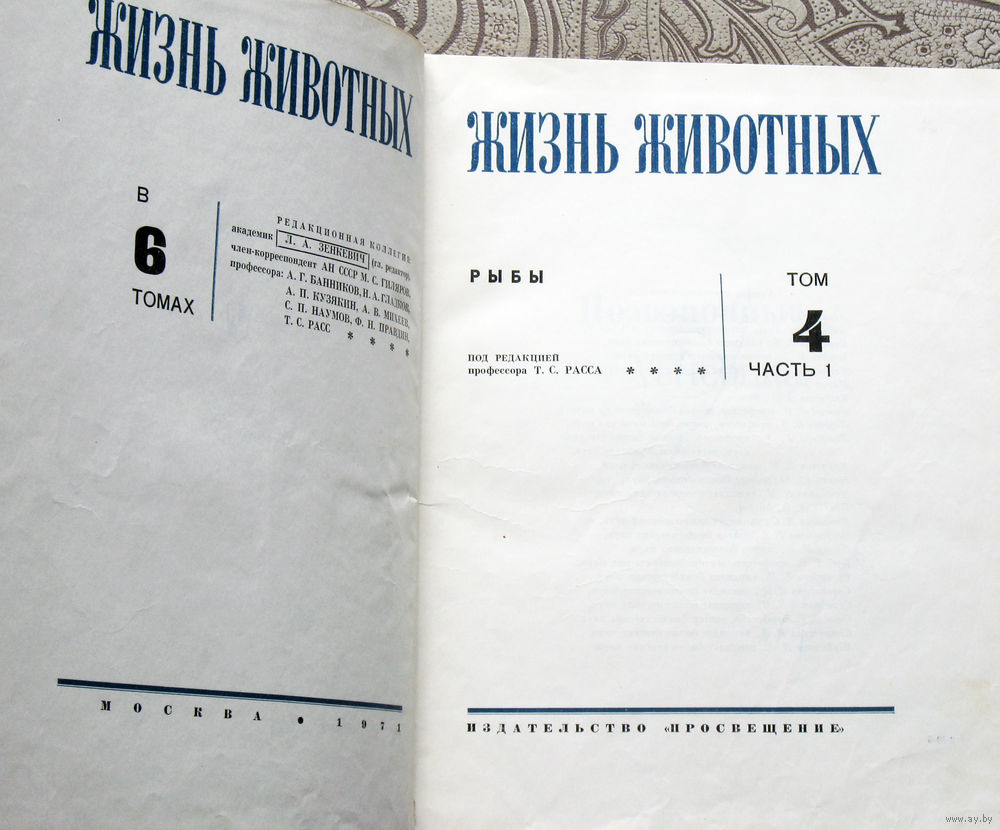 ЖИЗНЬ ЖИВОТНЫХ
В
6
ТОМАХ
РЕДАКЦИОННАЯ КОЛЛЕГИЯ:
академик Л. А. ЗЕНКЕВИЧ (гл. редактор),
член-корреспондент АН СССР М. С. ГИЛЯРОВ,
профессора: А. Г. БАННИКОВ, Н. А. ГЛАДКОВ,
А. П. КУЗЯКИН, А. В. МИХЕЕВ,
С. П. НАУМОВ, Ф. Н. ПРАВДИН,
Т. С. РАСС * * * *
МОСКВА • 1971
ЖИЗНЬ ЖИВОТНЫХ
РЫБЫ
ТОМ
4
ЧАСТЬ 1
ПОД РЕДАКЦИЕЙ
профессора Т. С. РАССА * * * *
ИЗДАТЕЛЬСТВО «ПРОСВЕЩЕНИЕ»
www.ay.by